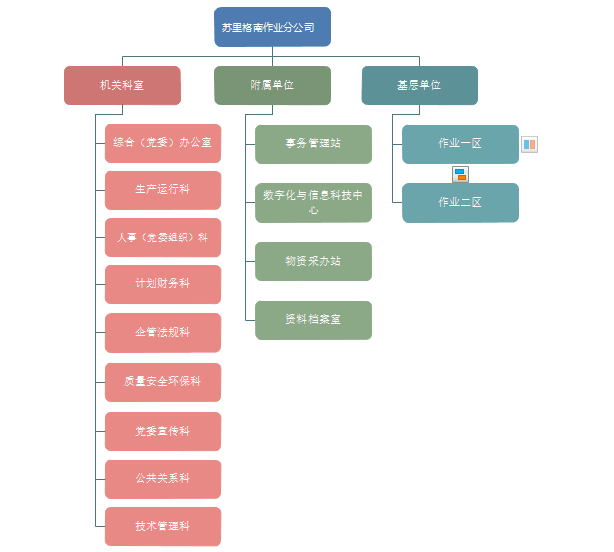 苏里格南作业分公司
机关科室
附属单位
基层单位
综合（党委）办公室
生产运行科
人事（党委组织）科
计划财务科
企管法规科
质量安全环保科
党委宣传科
公共关系科
技术管理科
事务管理站
数字化与信息科技中
心
物资采办站
资料档案室
作业一区
作业二区